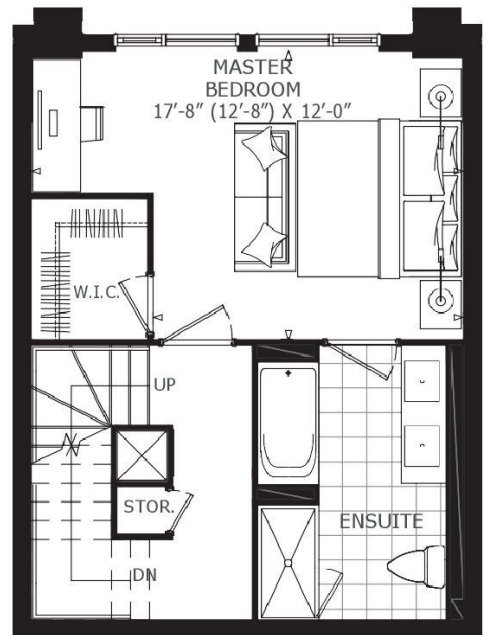 MASTER
BEDROOM
17'-8" (12'-8") X 12'-0"
W.I.C.
UP
STOR.
ENSUITE
DN